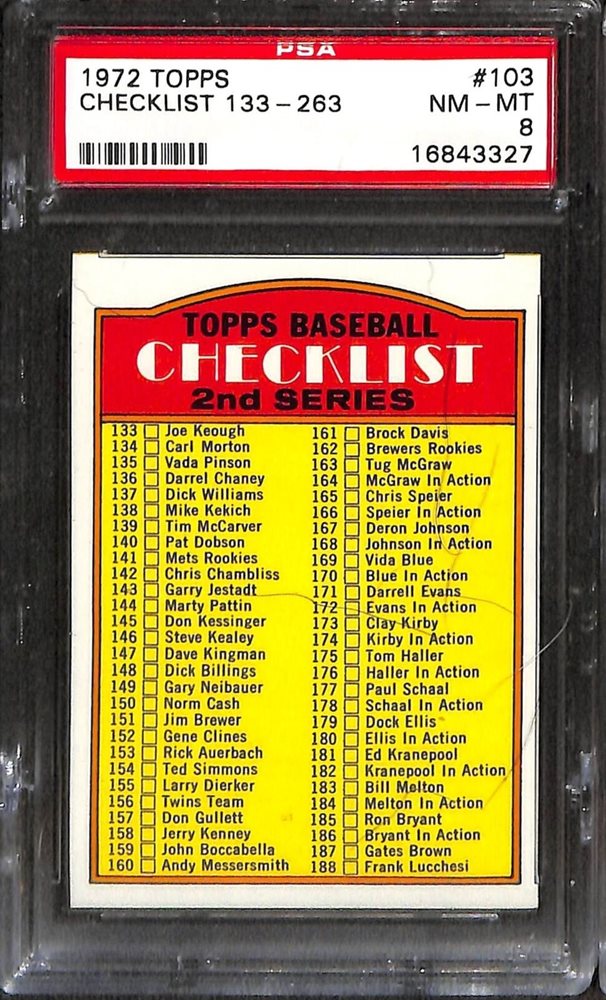 PSA
1972 TOPPS #103
CHECKLIST 133-263 NM-MT
8
16843327
TOPPS BASEBALL
CHECKLIST
2nd SERIES
133 Joe Keough
134 Carl Morton
135 Vada Pinson
136 Darrel Chaney
137 Dick Williams
138 Mike Kekich
139 Tim McCarver
140 Pat Dobson
141 Mets Rookies
142 Chris Chambliss
143 Garry Jestadt
144 Marty Pattin
145 Don Kessinger
146 Steve Kealey
147 Dave Kingman
148 Dick Billings
149 Gary Neibauer
150 Norm Cash
151 Jim Brewer
152 Gene Clines
153 Rick Auerbach
154 Ted Simmons
155 Larry Dierker
156 Twins Team
157 Don Gullett
158 Jerry Kenney
159 John Boccabella
160 Andy Messersmith
161 Brock Davis
162 Brewers Rookies
163 Tug McGraw
164 McGraw In Action
165 Chris Speier
166 Speier In Action
167 Deron Johnson
168 Johnson In Action
169 Vida Blue
170 Blue In Action
171 Darrell Evans
172 Evans In Action
173 Clay Kirby
174 Kirby In Action
175 Tom Haller
176 Haller In Action
177 Paul Schaal
178 Schaal In Action
179 Dock Ellis
180 Ellis In Action
181 Ed Kranepool
182 Kranepool In Action
183 Bill Melton
184 Melton In Action
185 Ron Bryant
186 Bryant In Action
187 Gates Brown
188 Frank Lucchesi